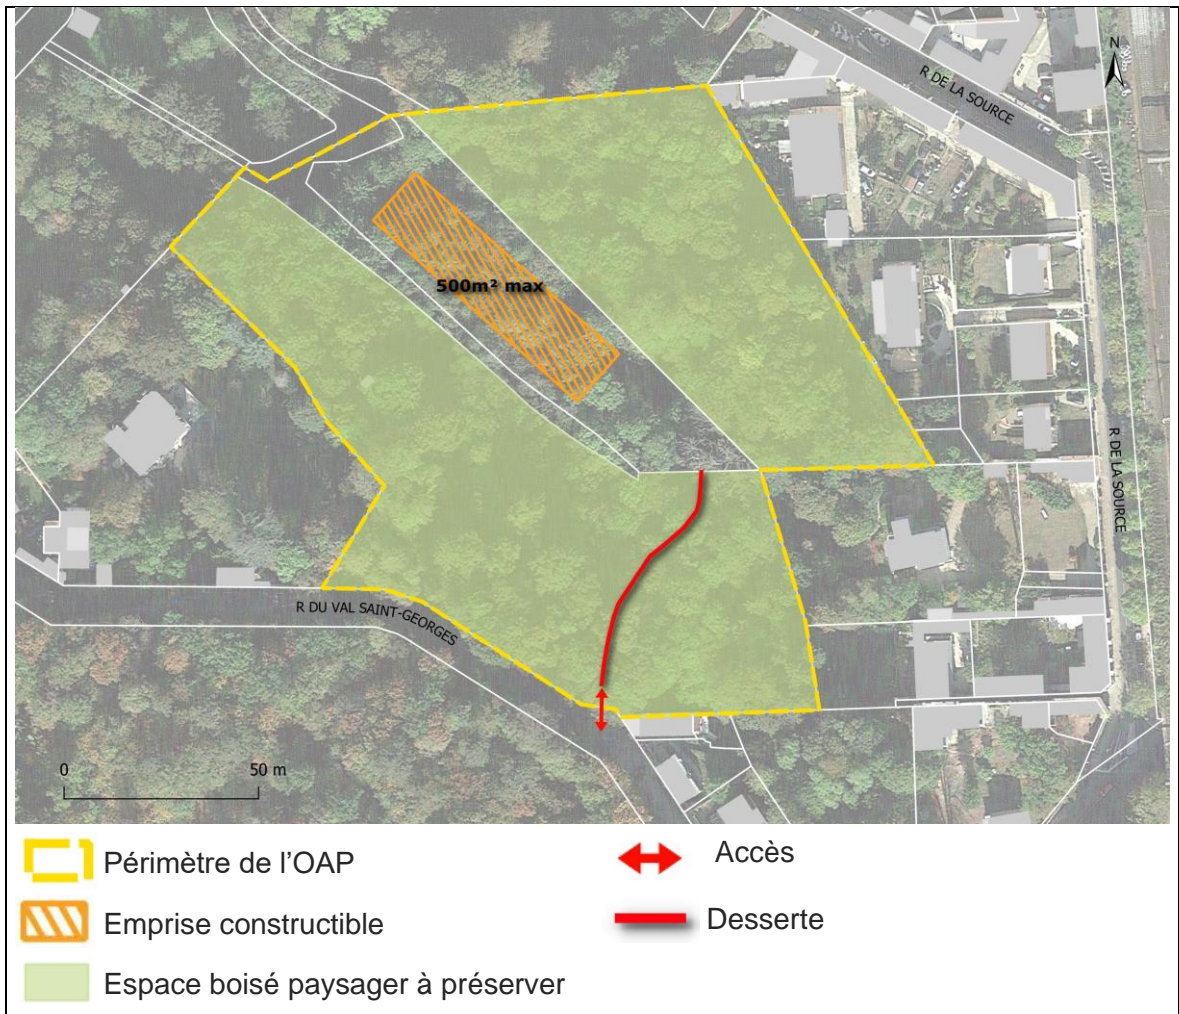 N
R DE LA SOURCE
500m² max
R DE LA SOURCE
R DU VAL SAINT-GEORGES
0 50 m
Périmètre de l'OAP
Accès
Emprise constructible
Desserte
Espace boisé paysager à préserver